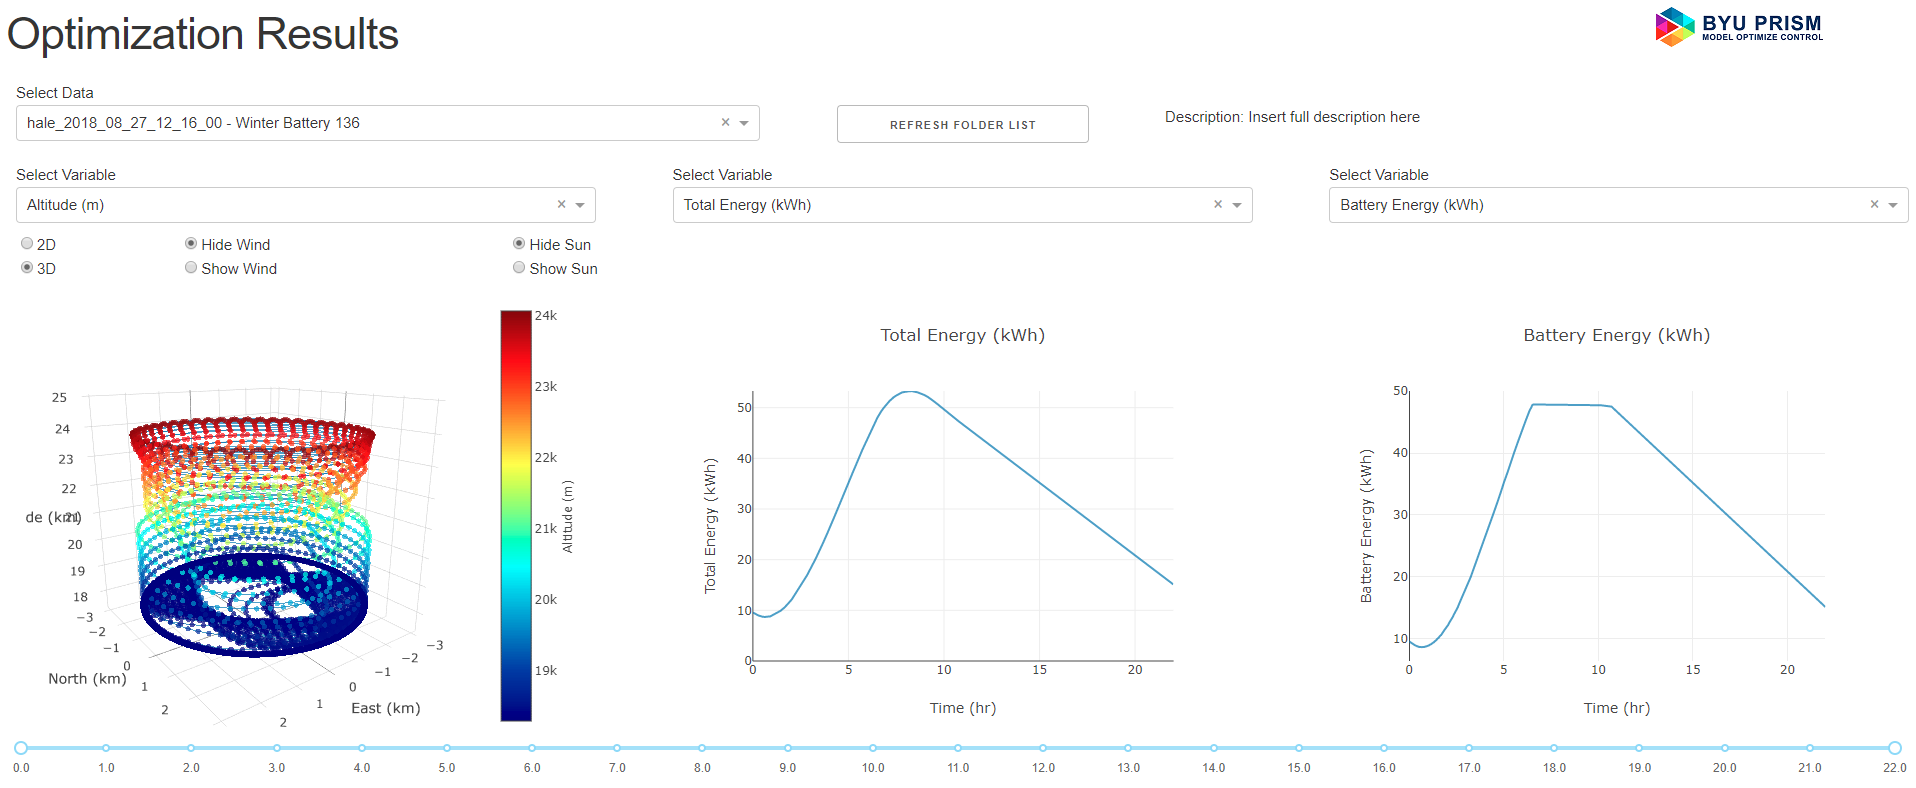 Optimization Results
BYU PRISM
MODEL OPTIMIZE CONTROL
Select Data
hale_2018_08_27_12_16_00 - Winter Battery 136
REFRESH FOLDER LIST
Description: Insert full description here
Select Variable
Altitude (m)
Select Variable
Total Energy (kWh)
Select Variable
Battery Energy (kWh)
2D
Hide Wind
Hide Sun
3D
Show Wind
Show Sun
25
24
23
22
21
de (km)
20
19
18
−3
−2
−1
0
1
2
North (km)
−3
−2
−1
0
1
2
East (km)
24k
23k
22k
21k
20k
19k
Altitude (m)
Total Energy (kWh)
50
40
30
20
10
0
Total Energy (kWh)
0 5 10 15 20
Time (hr)
Battery Energy (kWh)
50
40
30
20
10
Battery Energy (kWh)
0 5 10 15 20
Time (hr)
0.0 1.0 2.0 3.0 4.0 5.0 6.0 7.0 8.0 9.0 10.0 11.0 12.0 13.0 14.0 15.0 16.0 17.0 18.0 19.0 20.0 21.0 22.0